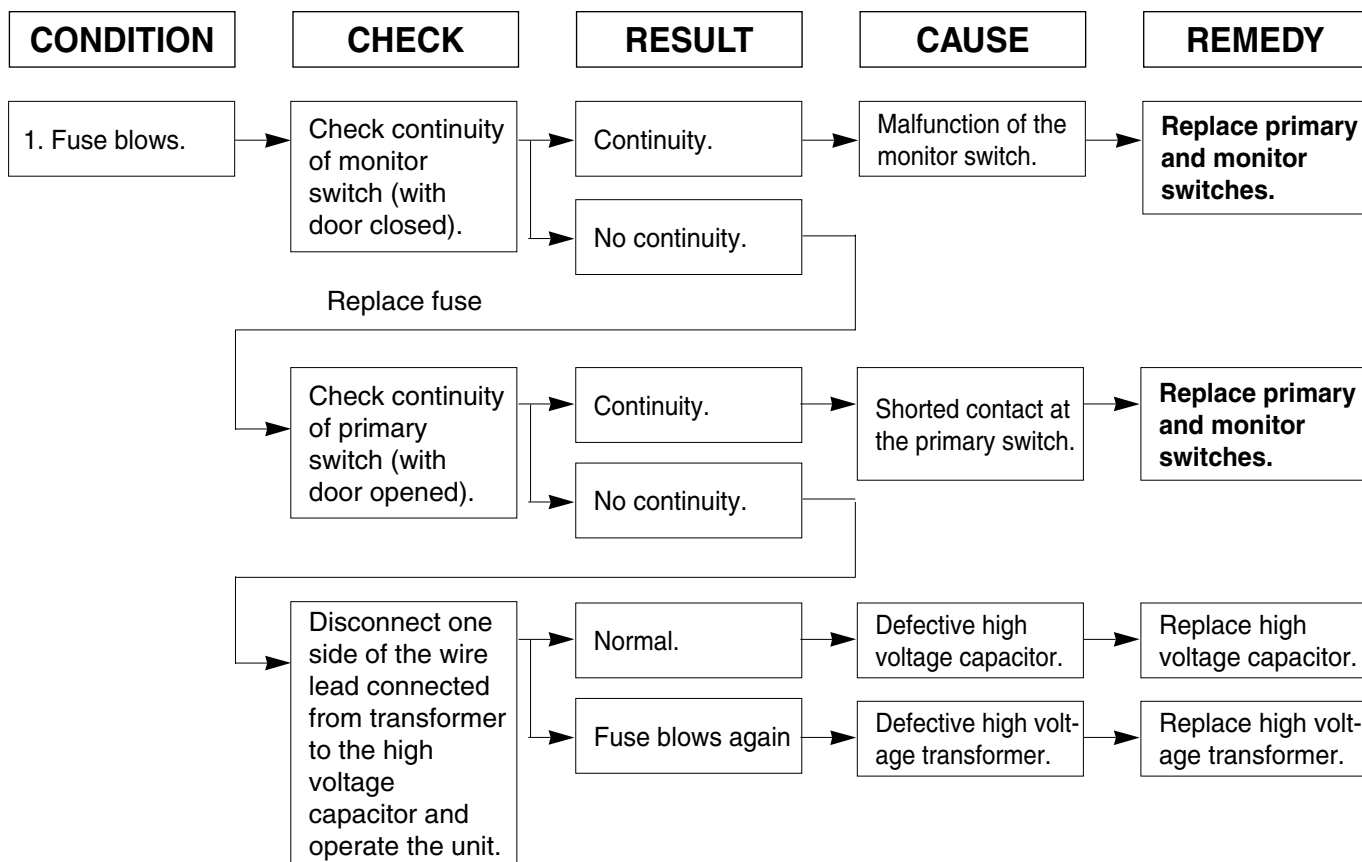 CONDITION
CHECK
RESULT
CAUSE
REMEDY
1. Fuse blows.
Check continuity
of monitor
switch (with
door closed).
Continuity.
Malfunction of the
monitor switch.
Replace primary
and monitor
switches.
No continuity.
Replace fuse
Check continuity
of primary
switch (with
door opened).
Continuity.
Shorted contact at
the primary switch.
Replace primary
and monitor
switches.
No continuity.
Disconnect one
side of the wire
lead connected
from transformer
to the high
voltage
capacitor and
operate the unit.
Normal.
Defective high
voltage capacitor.
Replace high
voltage capacitor.
Fuse blows again
Defective high volt-
age transformer.
Replace high volt-
age transformer.